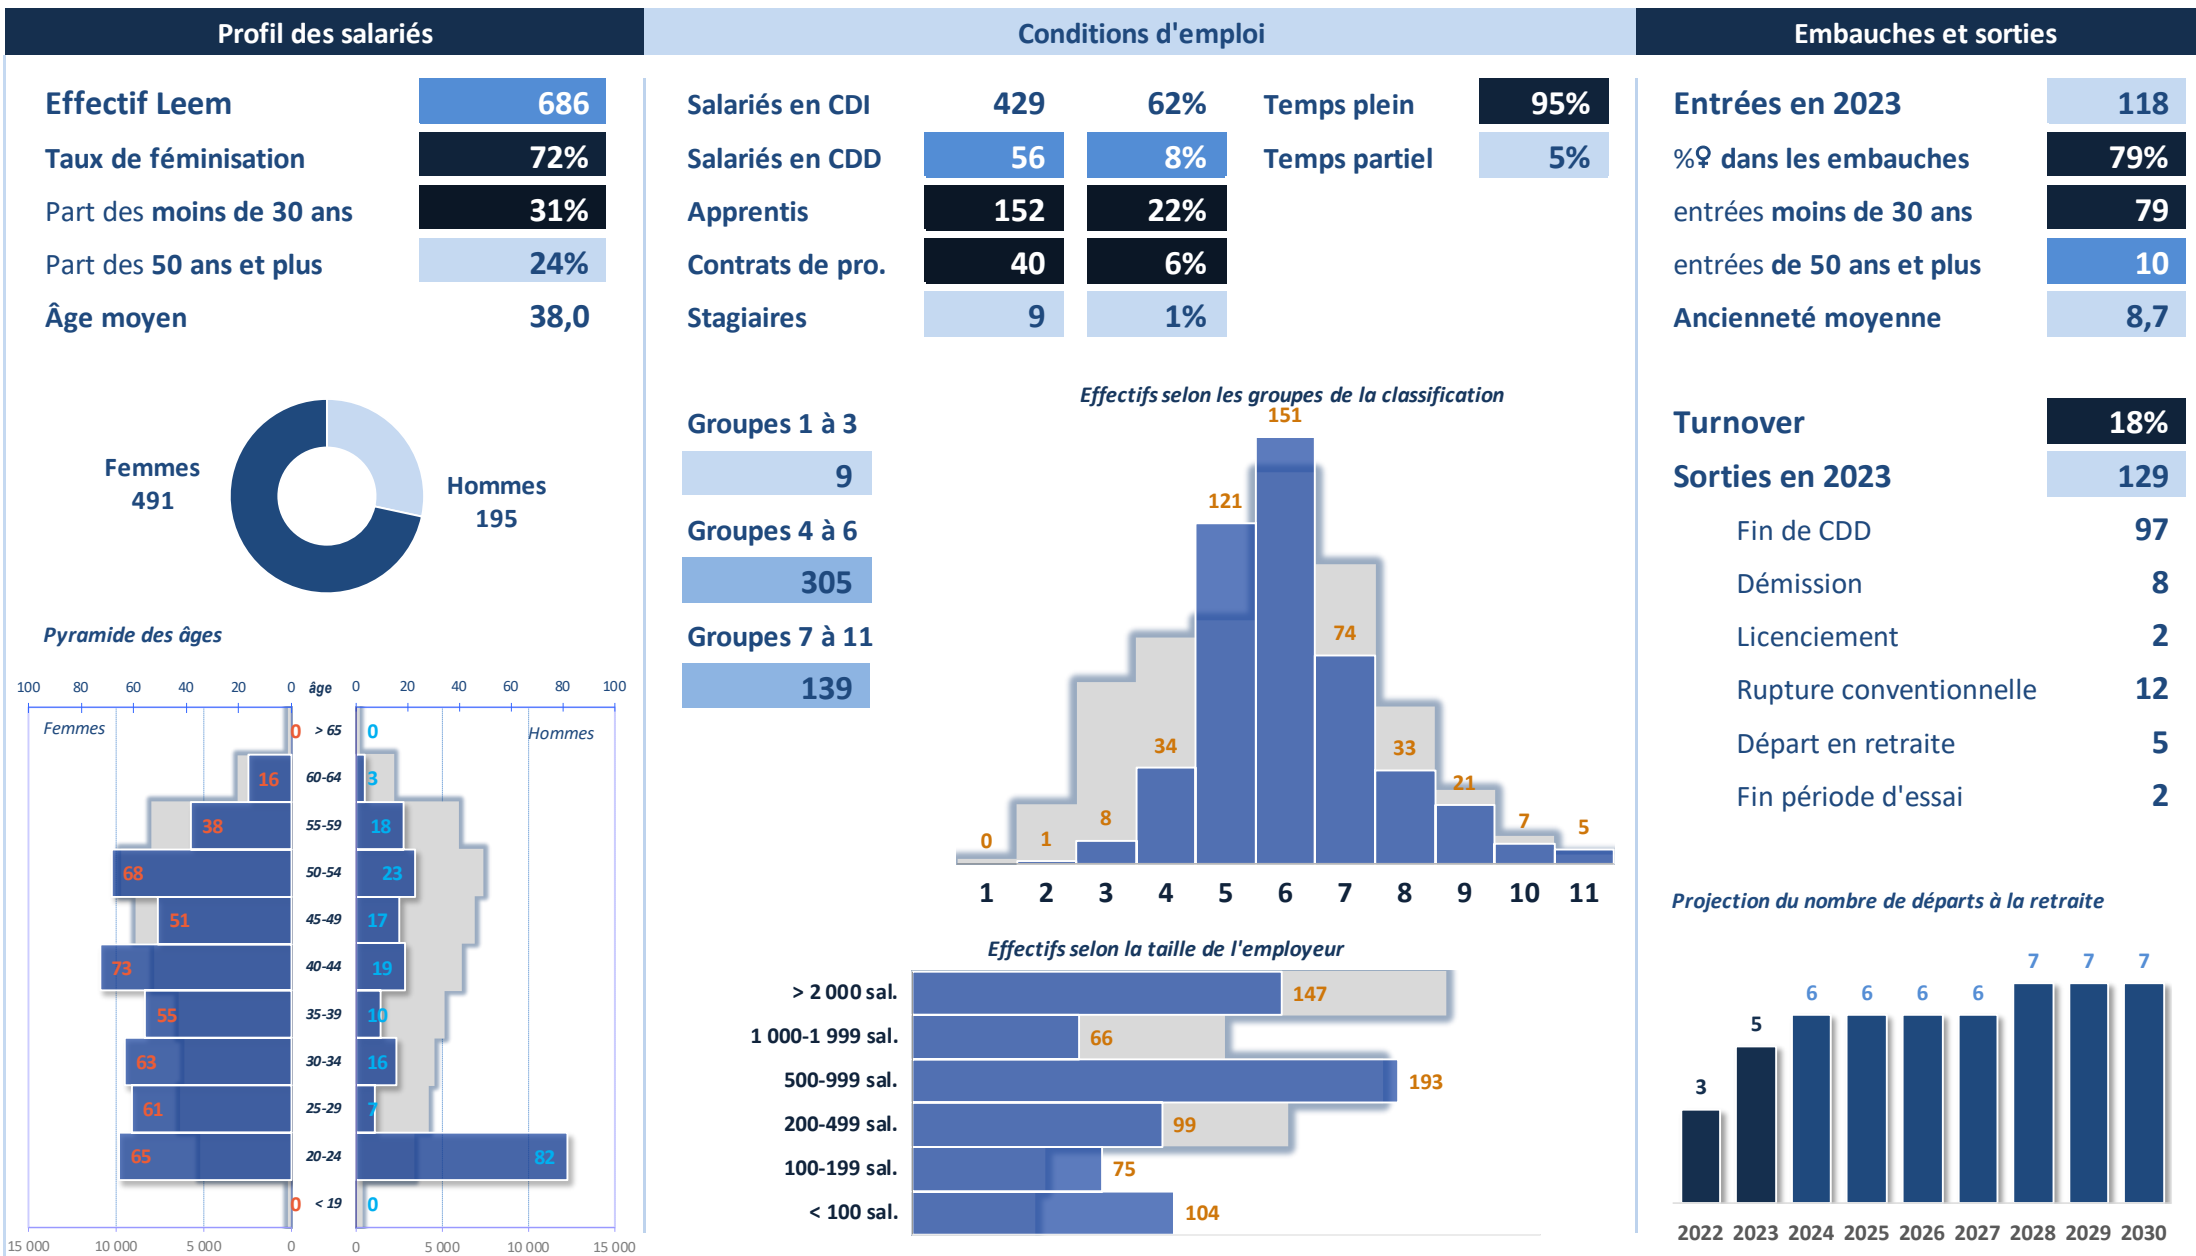 Profil des salariés
Effectif Leem 686
Taux de féminisation 72%
Part des moins de 30 ans 31%
Part des 50 ans et plus 24%
Âge moyen 38,0
Femmes
491
Hommes
195
Pyramide des âges
100 80 60 40 20 0 âge 0 20 40 60 80 100
Femmes Hommes
0 > 65 0
16 60-64 3
38 55-59 18
68 50-54 23
51 45-49 17
73 40-44 19
55 35-39 10
63 30-34 16
61 25-29 7
65 20-24 82
0 < 19 0
15 000 10 000 5 000 0 0 5 000 10 000 15 000
Conditions d'emploi
Salariés en CDI 429 62% Temps plein 95%
Salariés en CDD 56 8% Temps partiel 5%
Apprentis 152 22%
Contrats de pro. 40 6%
Stagiaires 9 1%
Groupes 1 à 3
9
Groupes 4 à 6
305
Groupes 7 à 11
139
Effectifs selon les groupes de la classification
0 1 8 34 121 151 74 33 21 7 5
1 2 3 4 5 6 7 8 9 10 11
Effectifs selon la taille de l'employeur
> 2 000 sal. 147
1 000-1 999 sal. 66
500-999 sal. 193
200-499 sal. 99
100-199 sal. 75
< 100 sal. 104
Embauches et sorties
Entrées en 2023 118
%♀ dans les embauches 79%
entrées moins de 30 ans 79
entrées de 50 ans et plus 10
Ancienneté moyenne 8,7
Turnover 18%
Sorties en 2023 129
Fin de CDD 97
Démission 8
Licenciement 2
Rupture conventionnelle 12
Départ en retraite 5
Fin période d'essai 2
Projection du nombre de départs à la retraite
3 5 6 6 6 6 7 7 7
2022 2023 2024 2025 2026 2027 2028 2029 2030